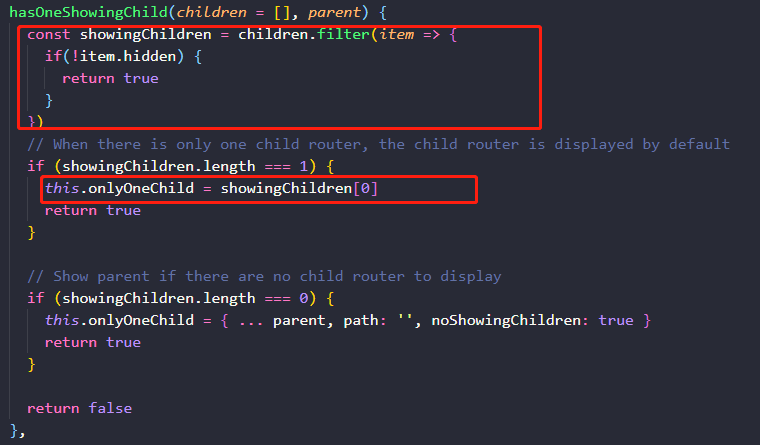 hasOneShowingChild(children = [], parent) {
const showingChildren = children.filter(item => {
if(!item.hidden) {
return true
}
})
// When there is only one child router, the child router is displayed by default
if (showingChildren.length === 1) {
this.onlyOneChild = showingChildren[0]
return true
}
// Show parent if there are no child router to display
if (showingChildren.length === 0) {
this.onlyOneChild = { ... parent, path: '', noShowingChildren: true }
return true
}
return false
},